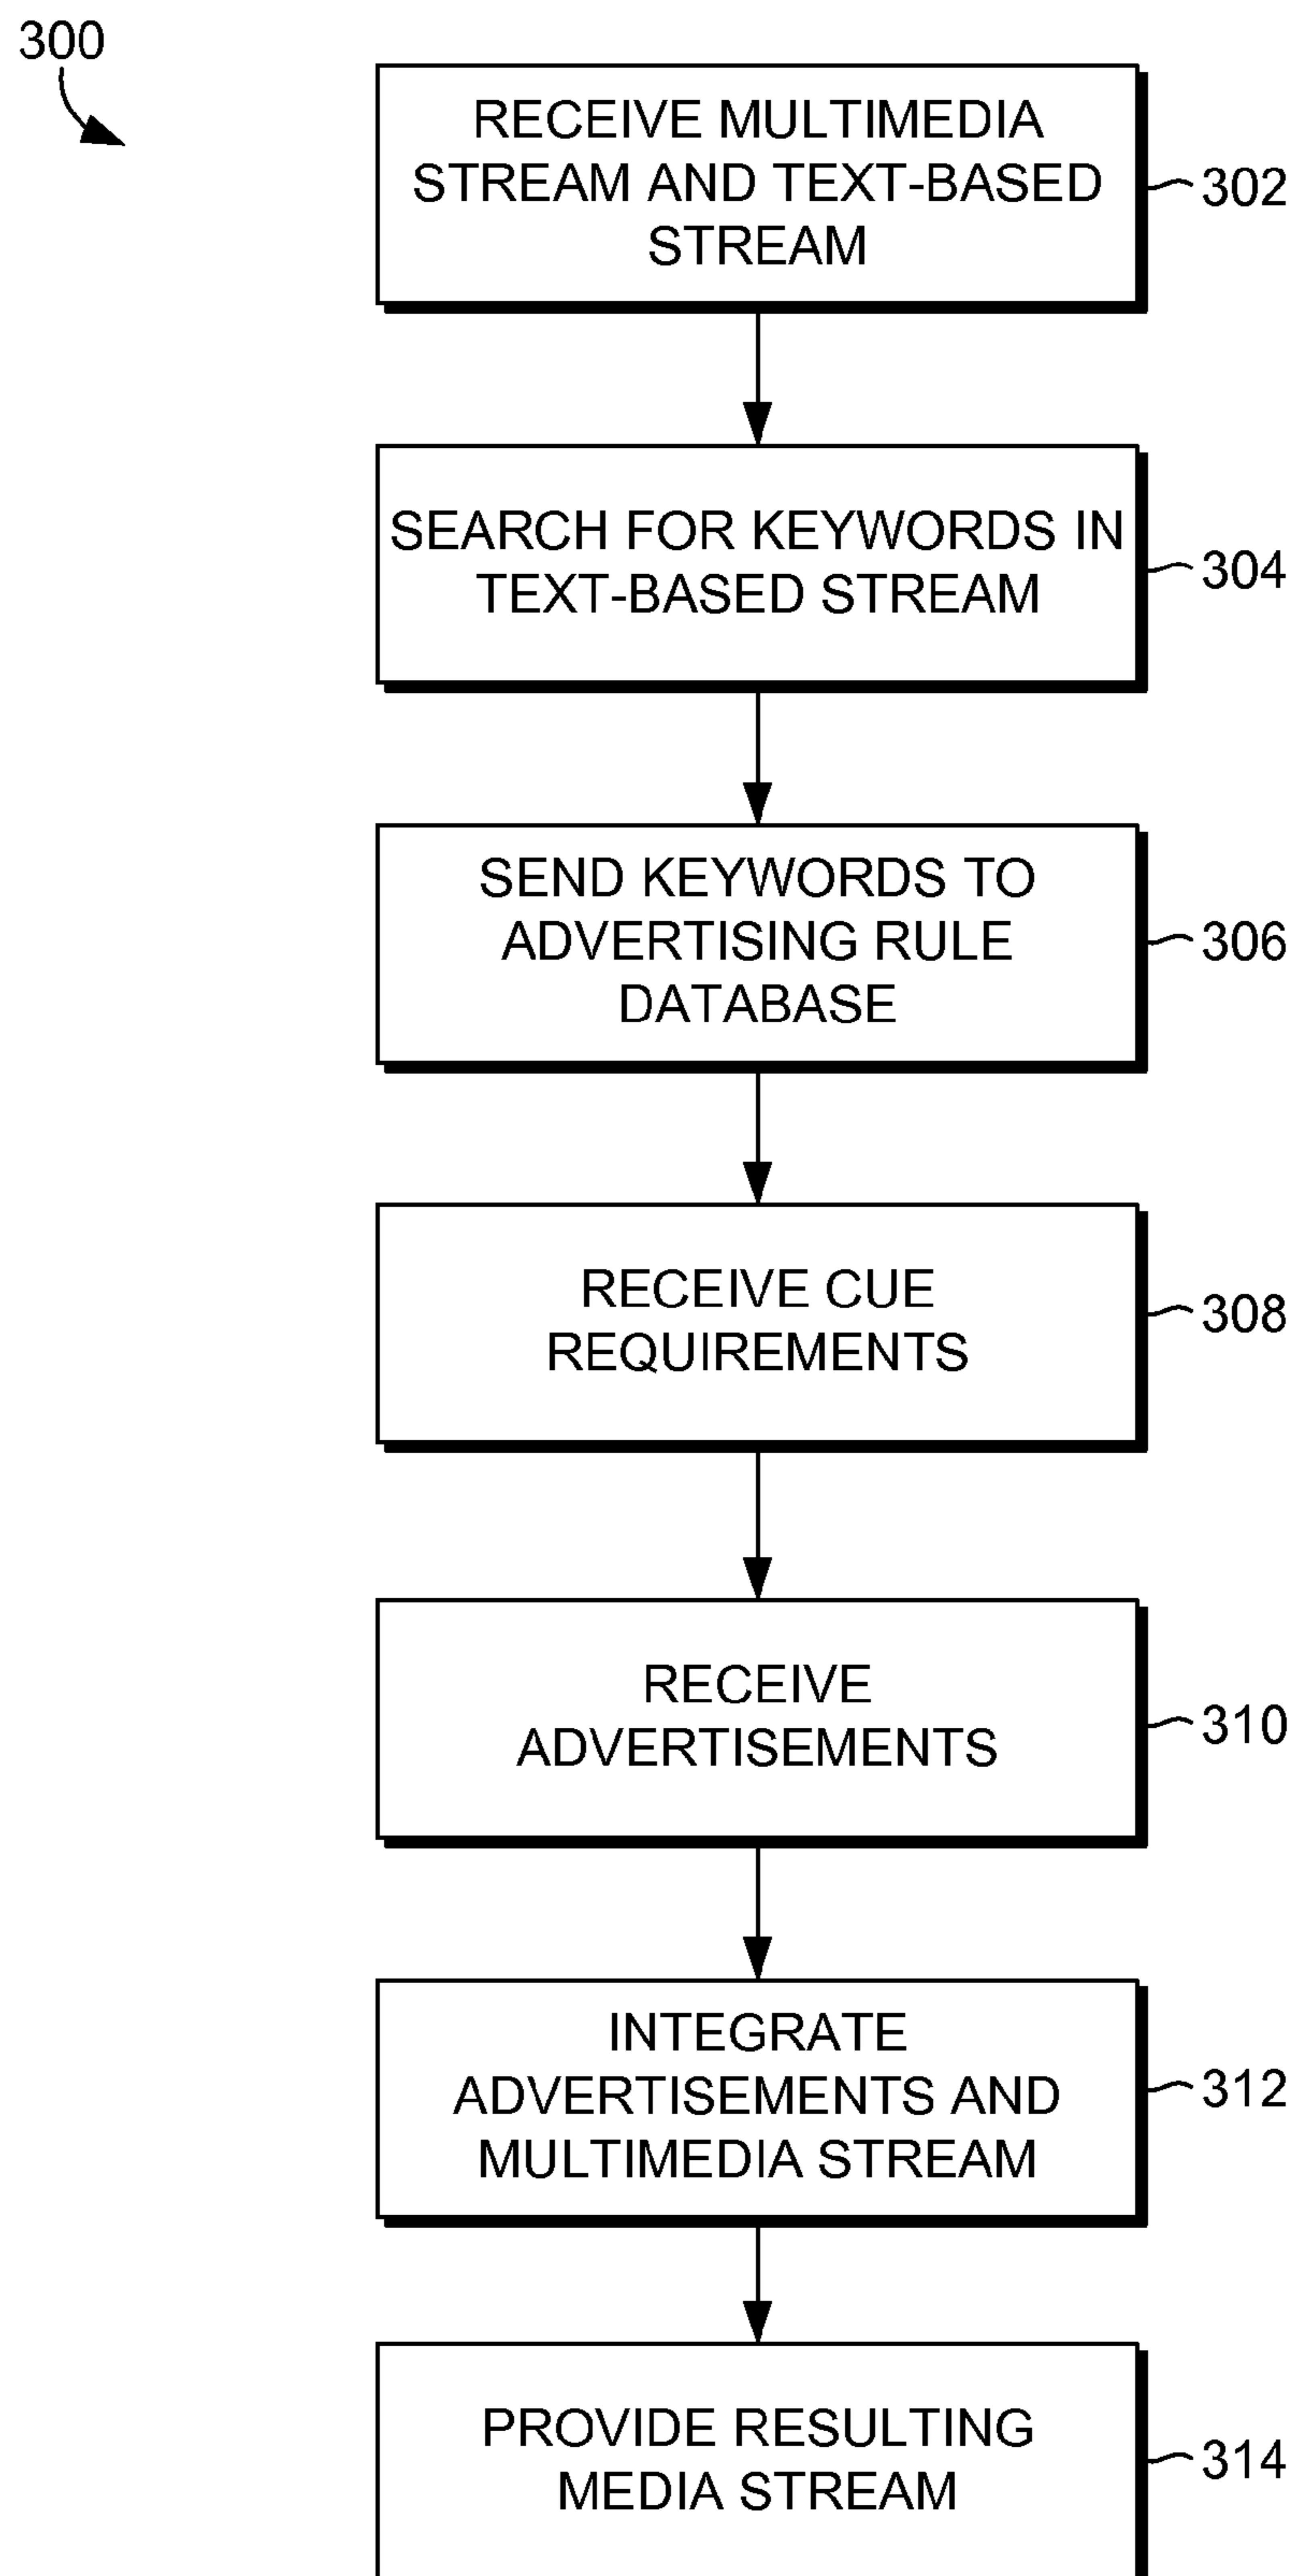 300
RECEIVE MULTIMEDIA
STREAM AND TEXT-BASED
STREAM
302
SEARCH FOR KEYWORDS IN
TEXT-BASED STREAM
304
SEND KEYWORDS TO
ADVERTISING RULE
DATABASE
306
RECEIVE CUE
REQUIREMENTS
308
RECEIVE
ADVERTISEMENTS
310
INTEGRATE
ADVERTISEMENTS AND
MULTIMEDIA STREAM
312
PROVIDE RESULTING
MEDIA STREAM
314